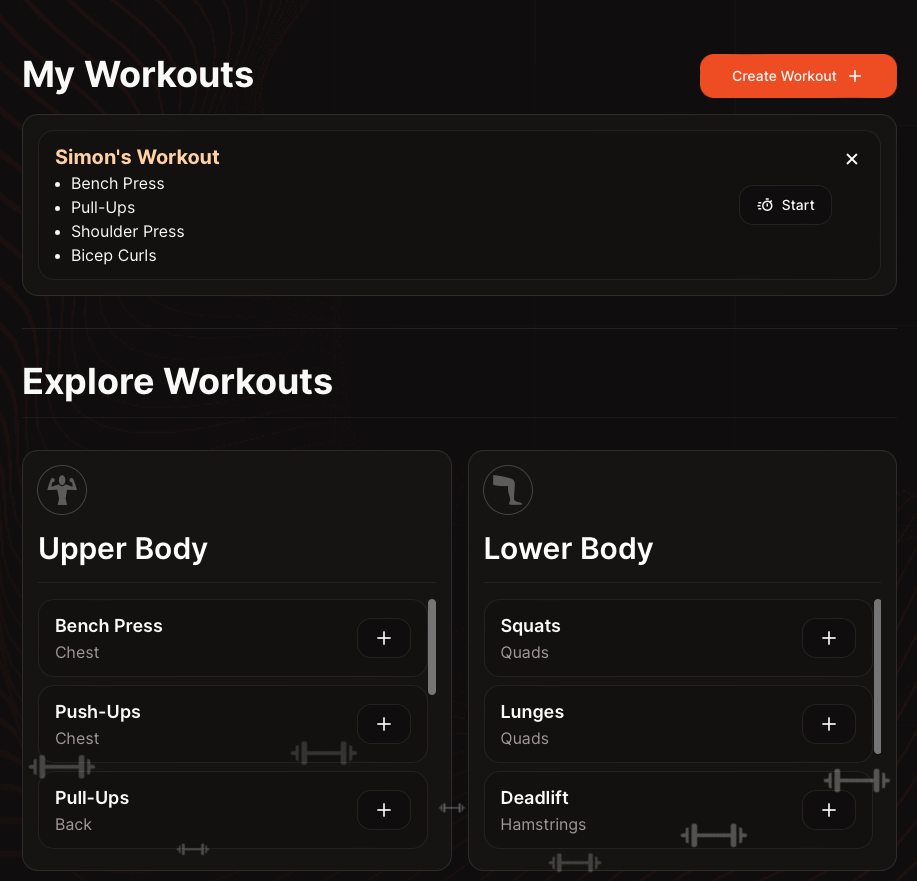 My Workouts
Create Workout +
Simon's Workout
• Bench Press
• Pull-Ups
• Shoulder Press
• Bicep Curls
Start
Explore Workouts
Upper Body
Bench Press
Chest
Push-Ups
Chest
Pull-Ups
Back
Lower Body
Squats
Quads
Lunges
Quads
Deadlift
Hamstrings